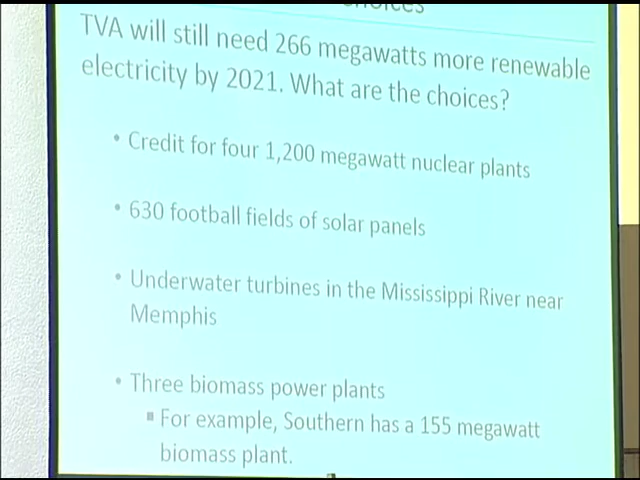 TVA will still need 266 megawatts more renewable
electricity by 2021. What are the choices?
• Credit for four 1,200 megawatt nuclear plants
• 630 football fields of solar panels
• Underwater turbines in the Mississippi River near
Memphis
• Three biomass power plants
▪ For example, Southern has a 155 megawatt
biomass plant.